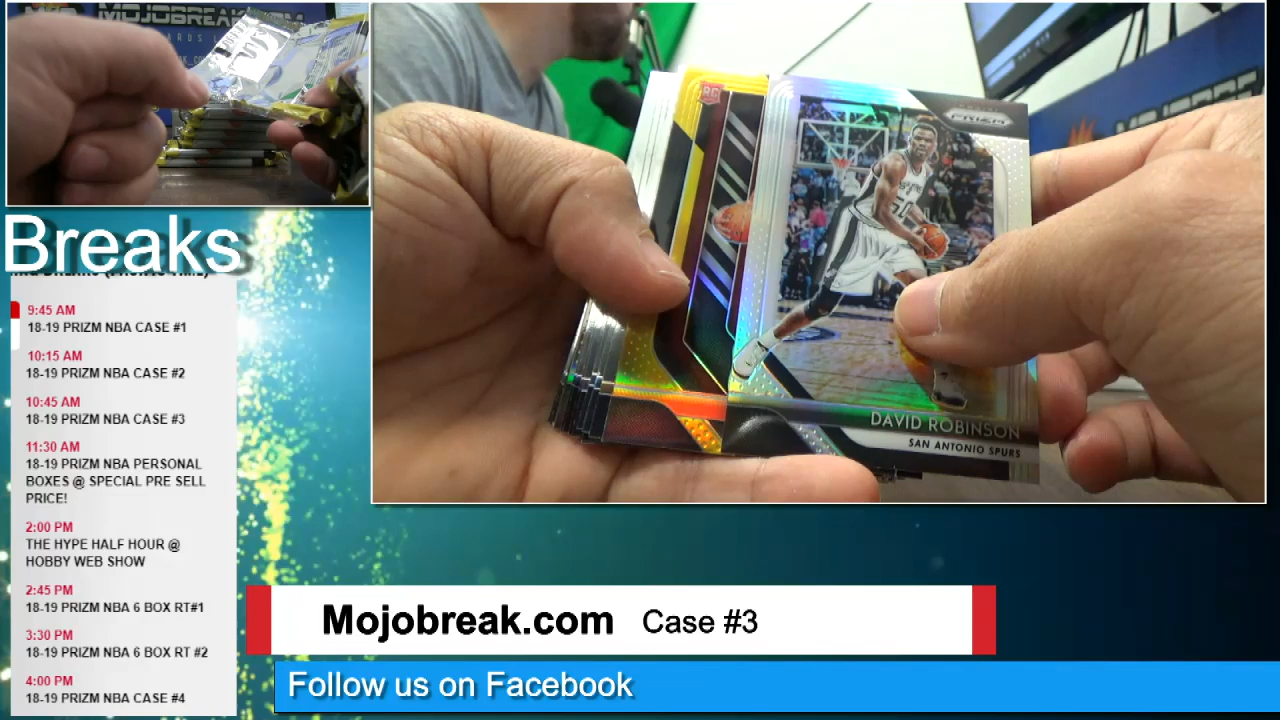 MOJOBREAK.COM
Breaks
9:45 AM
18-19 PRIZM NBA CASE #1
10:15 AM
18-19 PRIZM NBA CASE #2
10:45 AM
18-19 PRIZM NBA CASE #3
11:30 AM
18-19 PRIZM NBA PERSONAL
BOXES @ SPECIAL PRE SELL
PRICE!
2:00 PM
THE HYPE HALF HOUR @
HOBBY WEB SHOW
2:45 PM
18-19 PRIZM NBA 6 BOX RT#1
3:30 PM
18-19 PRIZM NBA 6 BOX RT #2
4:00 PM
18-19 PRIZM NBA CASE #4
RC
PRIZM
DAVID ROBINSON
SAN ANTONIO SPURS
Mojobreak.com Case #3
Follow us on Facebook